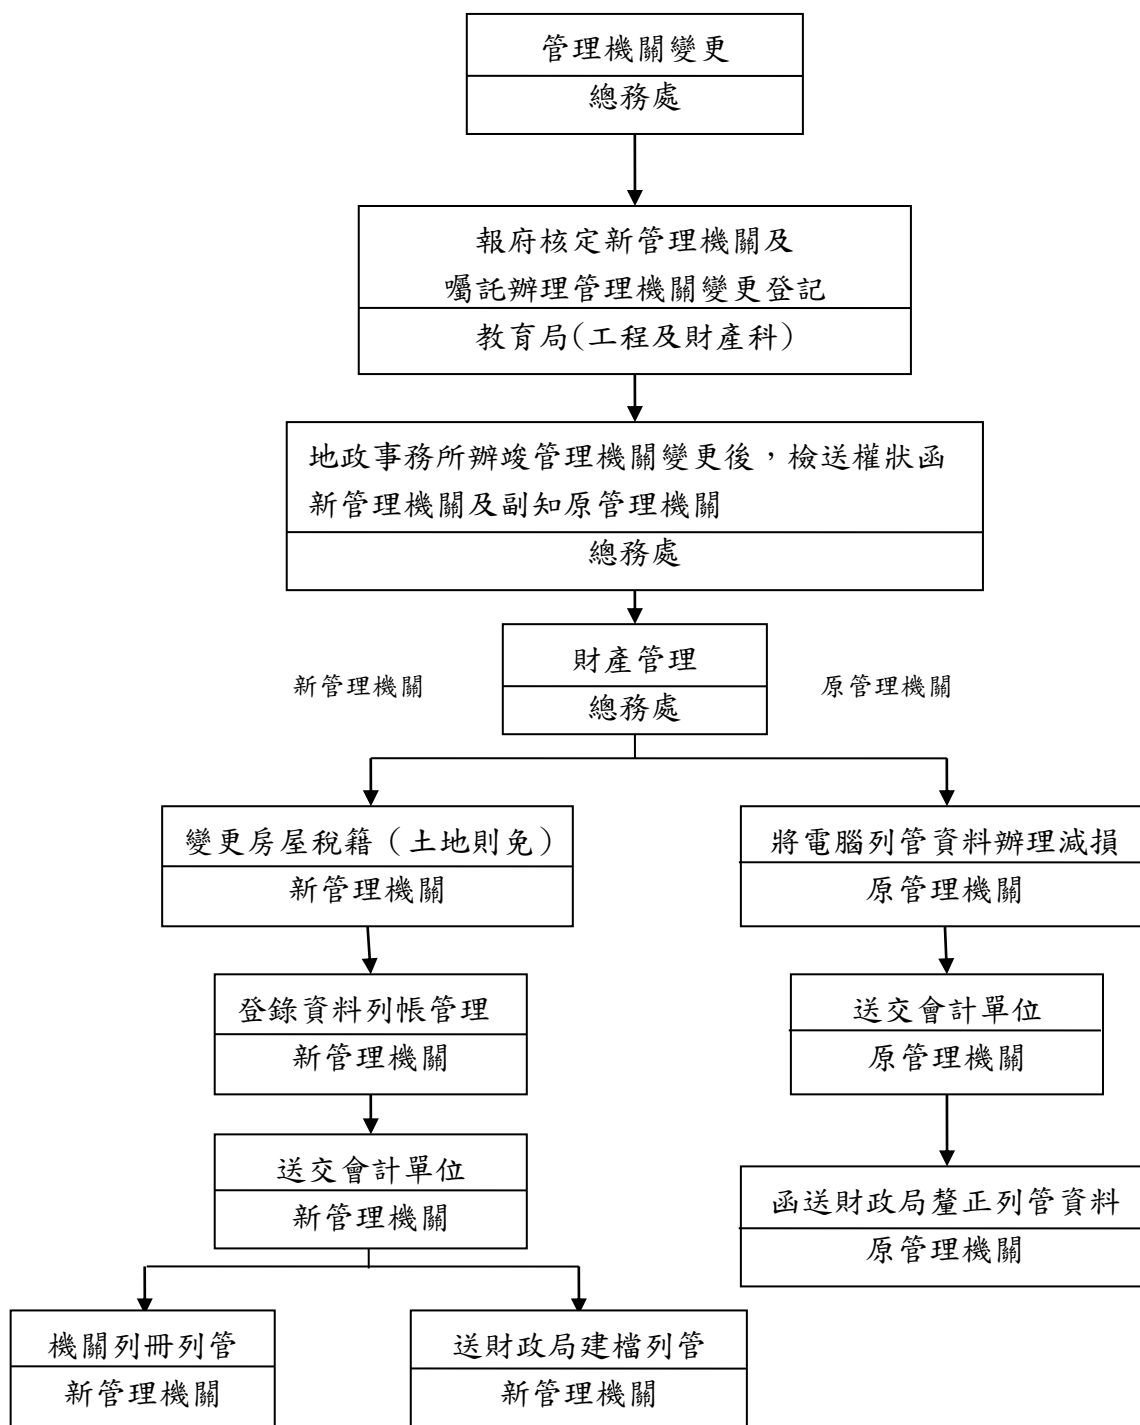 管理機關變更
總務處
報府核定新管理機關及
囑託辦理管理機關變更登記
教育局(工程及財產科)
地政事務所辦竣管理機關變更後，檢送權狀函
新管理機關及副知原管理機關
總務處
財產管理
總務處
新管理機關
原管理機關
變更房屋稅籍（土地則免）
新管理機關
將電腦列管資料辦理減損
原管理機關
登錄資料列帳管理
新管理機關
送交會計單位
原管理機關
送交會計單位
新管理機關
函送財政局釐正列管資料
原管理機關
機關列冊列管
新管理機關
送財政局建檔列管
新管理機關